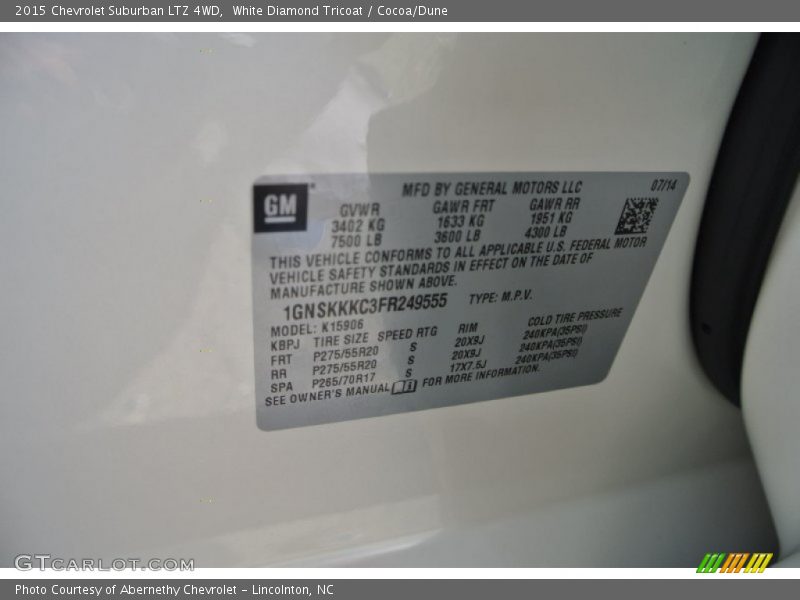 2015 Chevrolet Suburban LTZ 4WD, White Diamond Tricoat / Cocoa/Dune
GM
MFD BY GENERAL MOTORS LLC 07/14
GVWR GAWR FRT GAWR RR
3402 KG 1633 KG 1951 KG
7500 LB 3600 LB 4300 LB
THIS VEHICLE CONFORMS TO ALL APPLICABLE U.S. FEDERAL MOTOR
VEHICLE SAFETY STANDARDS IN EFFECT ON THE DATE OF
MANUFACTURE SHOWN ABOVE.
1GNSKKKC3FR249555 TYPE: M.P.V.
MODEL: K15906
KBPJ TIRE SIZE SPEED RTG RIM COLD TIRE PRESSURE
FRT P275/55R20 S 20X9J 240KPA(35PSI)
RR P275/55R20 S 20X9J 240KPA(35PSI)
SPA P265/70R17 S 17X7.5J 240KPA(35PSI)
SEE OWNER'S MANUAL FOR MORE INFORMATION.
GTCARLOT.COM
Photo Courtesy of Abernethy Chevrolet - Lincolnton, NC